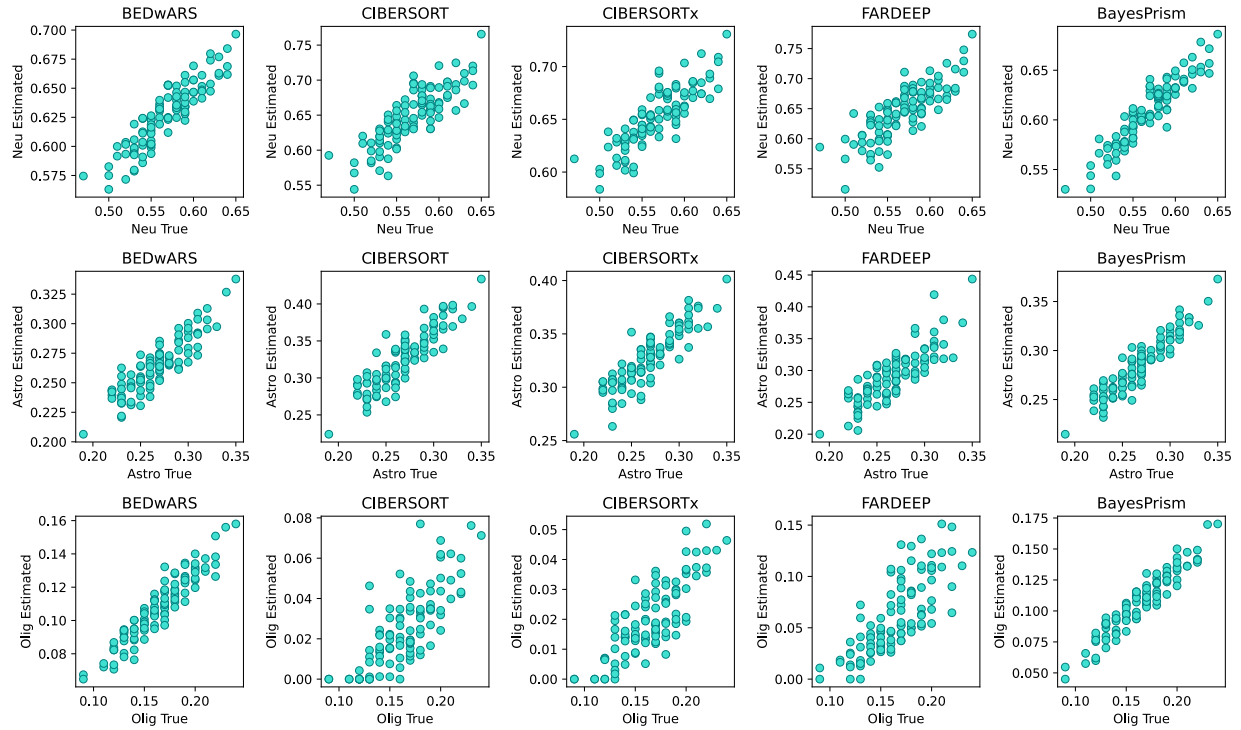 BEDwARS CIBERSORT CIBERSORTx FARDEEP BayesPrism
Neu Estimated
0.700 0.675 0.650 0.625 0.600 0.575
0.50 0.55 0.60 0.65
Neu True
Neu Estimated
0.75 0.70 0.65 0.60 0.55
0.50 0.55 0.60 0.65
Neu True
Neu Estimated
0.70 0.65 0.60
0.50 0.55 0.60 0.65
Neu True
Neu Estimated
0.75 0.70 0.65 0.60 0.55
0.50 0.55 0.60 0.65
Neu True
Neu Estimated
0.65 0.60 0.55
0.50 0.55 0.60 0.65
Neu True
BEDwARS CIBERSORT CIBERSORTx FARDEEP BayesPrism
Astro Estimated
0.325 0.300 0.275 0.250 0.225 0.200
0.20 0.25 0.30 0.35
Astro True
Astro Estimated
0.40 0.35 0.30 0.25
0.20 0.25 0.30 0.35
Astro True
Astro Estimated
0.40 0.35 0.30 0.25
0.20 0.25 0.30 0.35
Astro True
Astro Estimated
0.45 0.40 0.35 0.30 0.25 0.20
0.20 0.25 0.30 0.35
Astro True
Astro Estimated
0.35 0.30 0.25
0.20 0.25 0.30 0.35
Astro True
BEDwARS CIBERSORT CIBERSORTx FARDEEP BayesPrism
Olig Estimated
0.16 0.14 0.12 0.10 0.08
0.10 0.15 0.20
Olig True
Olig Estimated
0.08 0.06 0.04 0.02 0.00
0.10 0.15 0.20
Olig True
Olig Estimated
0.05 0.04 0.03 0.02 0.01 0.00
0.10 0.15 0.20
Olig True
Olig Estimated
0.15 0.10 0.05 0.00
0.10 0.15 0.20
Olig True
Olig Estimated
0.175 0.150 0.125 0.100 0.075 0.050
0.10 0.15 0.20
Olig True